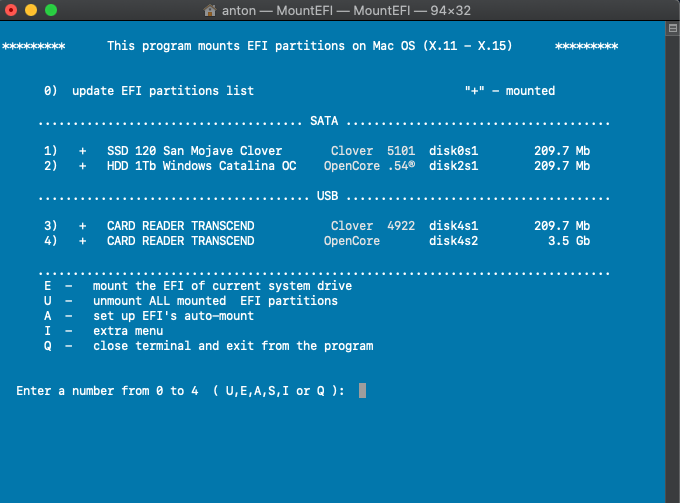 anton — MountEFI — MountEFI — 94×32
********* This program mounts EFI partitions on Mac OS (X.11 – X.15) *********
0) update EFI partitions list "+" – mounted
...................................... SATA ......................................
1) + SSD 120 San Mojave Clover Clover 5101 disk0s1 209.7 Mb
2) + HDD 1Tb Windows Catalina OC OpenCore .54® disk2s1 209.7 Mb
....................................... USB ......................................
3) + CARD READER TRANSCEND Clover 4922 disk4s1 209.7 Mb
4) + CARD READER TRANSCEND OpenCore disk4s2 3.5 Gb
..................................................................................
E – mount the EFI of current system drive
U – unmount ALL mounted EFI partitions
A – set up EFI's auto–mount
I – extra menu
Q – close terminal and exit from the program
Enter a number from 0 to 4 ( U,E,A,S,I or Q ):